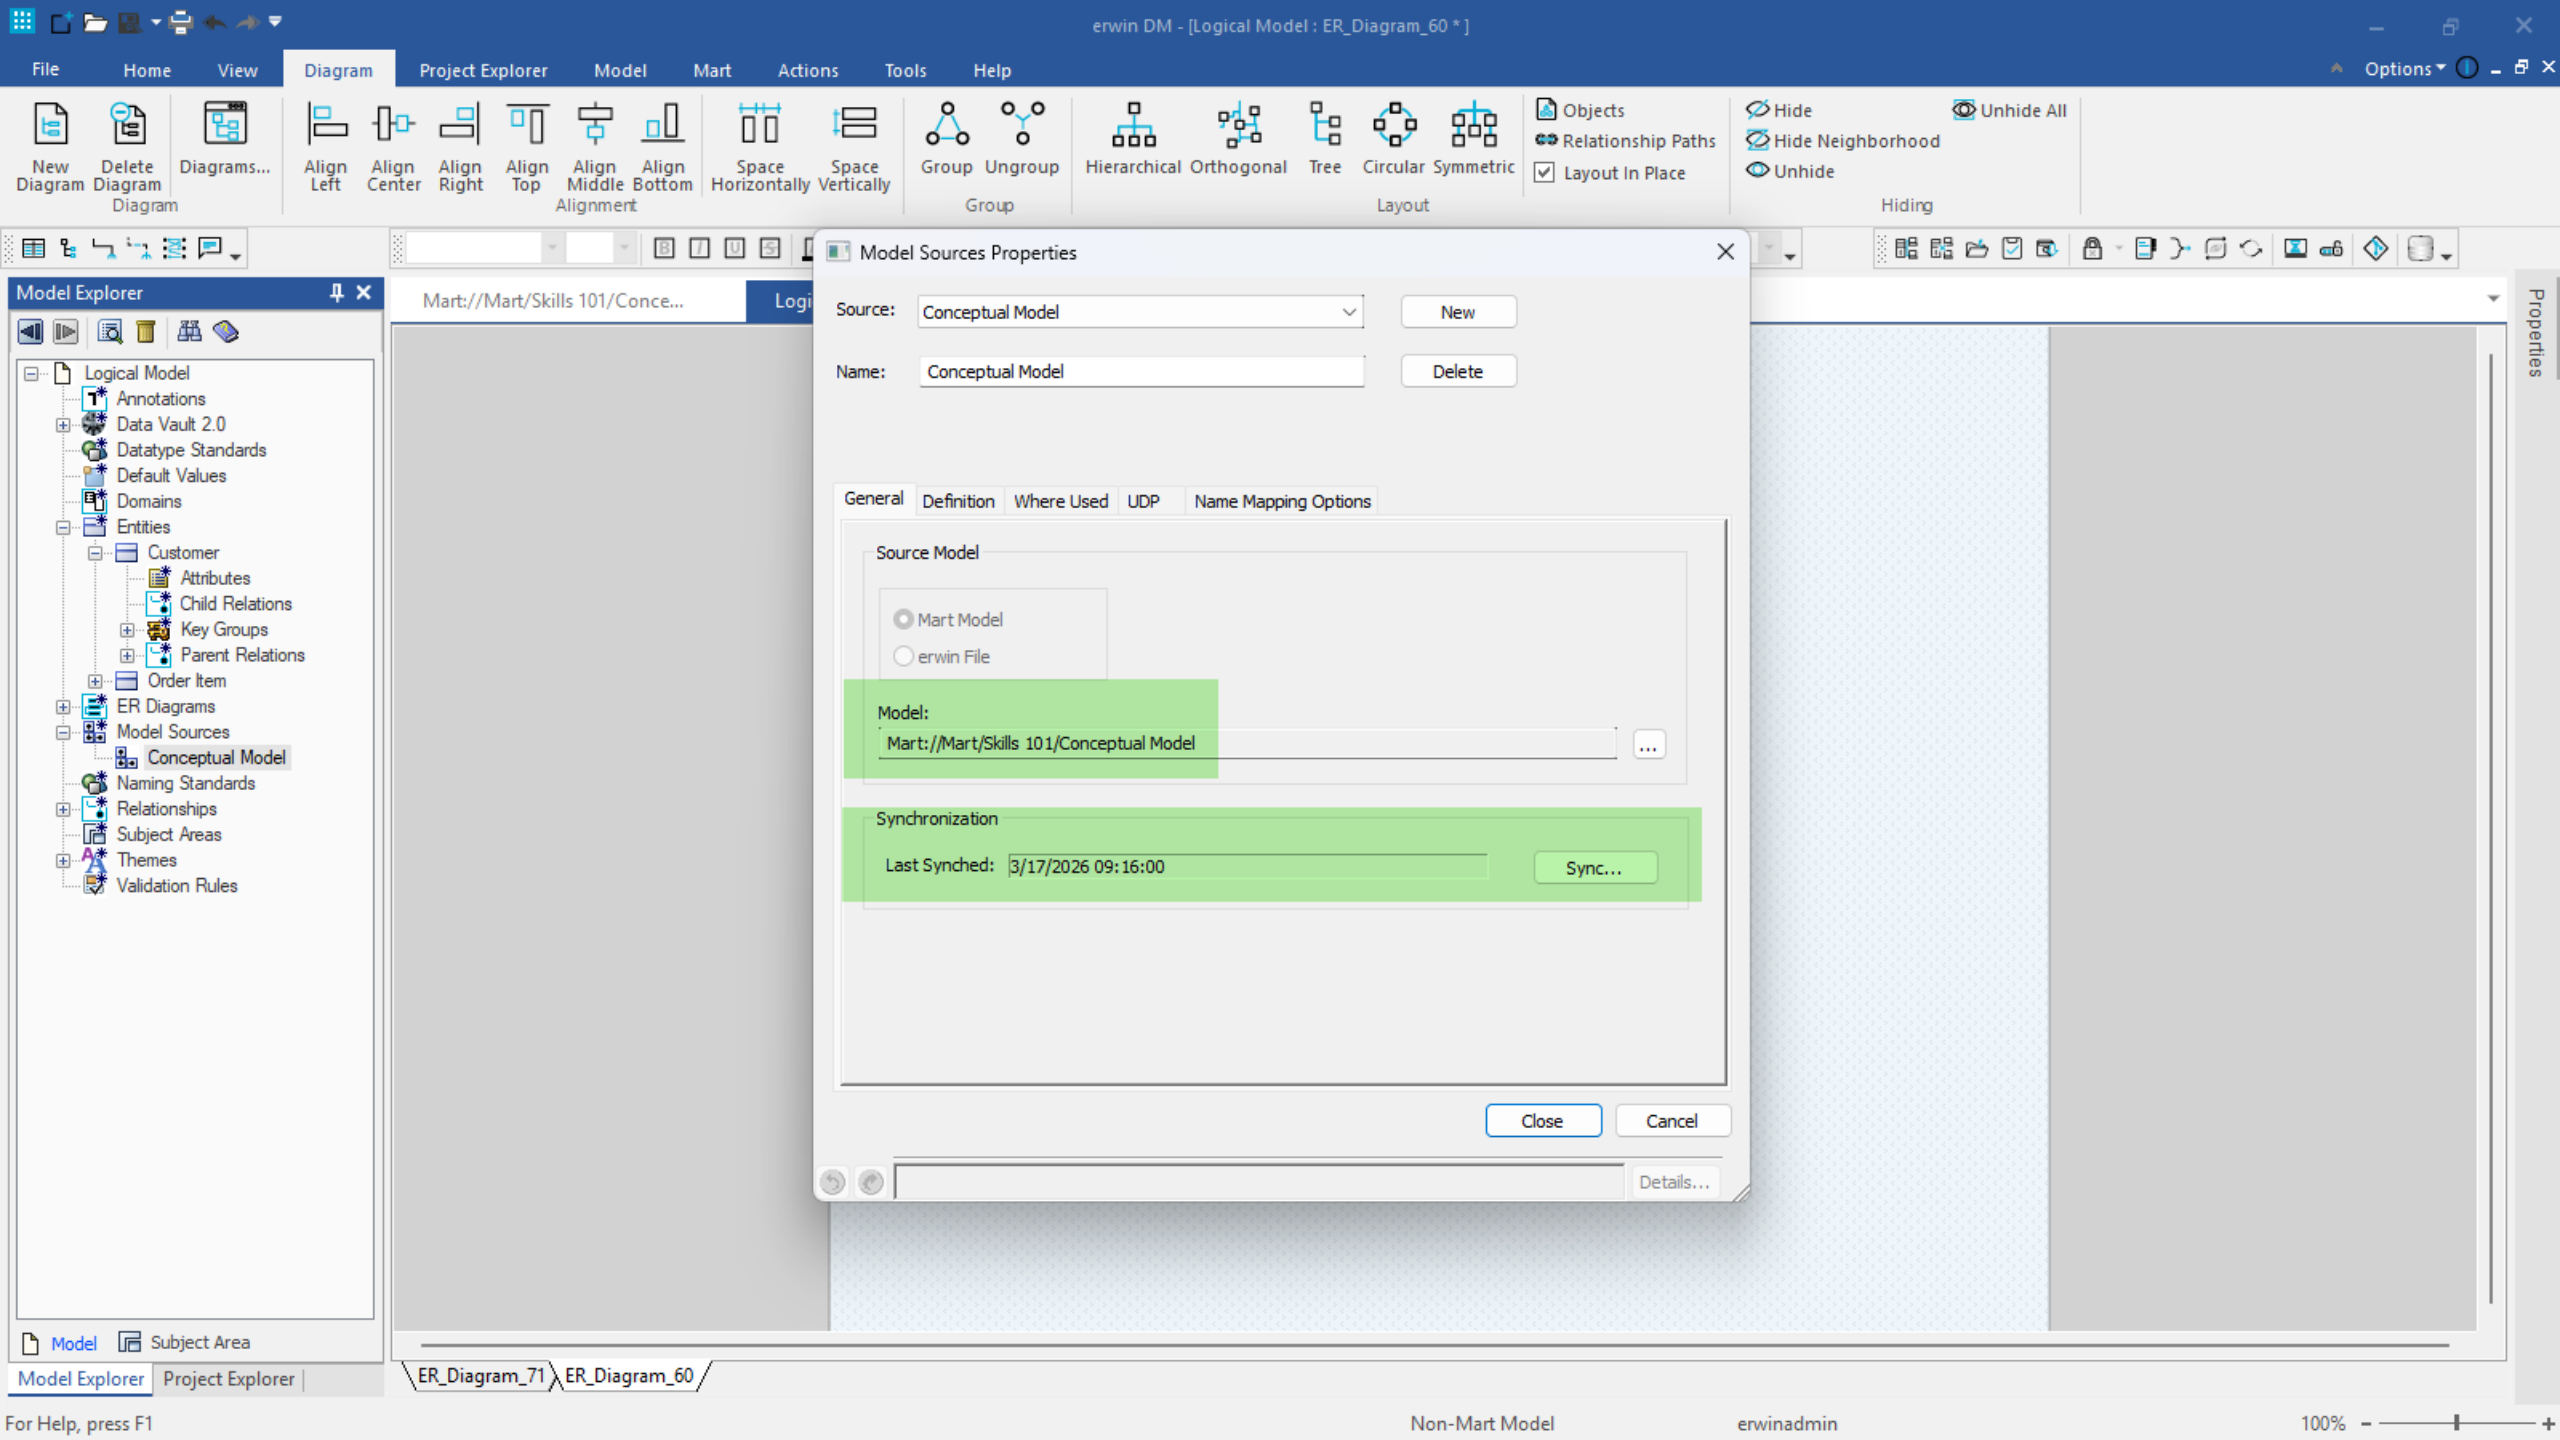 erwin DM - [Logical Model : ER_Diagram_60 * ]
File Home View Diagram Project Explorer Model Mart Actions Tools Help Options
New Diagram
Delete Diagram
Diagrams...
Diagram
Align Left
Align Center
Align Right
Align Top
Align Middle
Align Bottom
Space Horizontally
Space Vertically
Alignment
Group
Ungroup
Group
Hierarchical
Orthogonal
Tree
Circular
Symmetric
Objects
Relationship Paths
Layout In Place
Layout
Hide
Hide Neighborhood
Unhide
Unhide All
Hiding
B I U S
Model Explorer
Mart://Mart/Skills 101/Conce...
Logi
Properties
Logical Model
Annotations
Data Vault 2.0
Datatype Standards
Default Values
Domains
Entities
Customer
Attributes
Child Relations
Key Groups
Parent Relations
Order Item
ER Diagrams
Model Sources
Conceptual Model
Naming Standards
Relationships
Subject Areas
Themes
Validation Rules
Model Subject Area
Model Explorer Project Explorer
Model Sources Properties
Source: Conceptual Model New
Name: Conceptual Model Delete
General Definition Where Used UDP Name Mapping Options
Source Model
Mart Model
erwin File
Model:
Mart://Mart/Skills 101/Conceptual Model ...
Synchronization
Last Synched: 3/17/2026 09:16:00 Sync...
Close Cancel
Details...
ER_Diagram_71 ER_Diagram_60
For Help, press F1 Non-Mart Model erwinadmin 100% - +